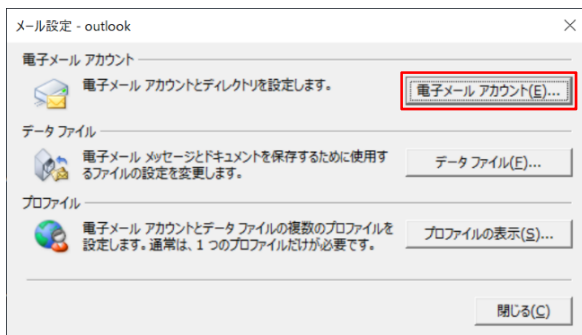 メール設定 - outlook
電子メール アカウント
電子メール アカウントとディレクトリを設定します。
電子メール アカウント(E)...
データ ファイル
電子メール メッセージとドキュメントを保存するために使用す
るファイルの設定を変更します。
データ ファイル(F)...
プロファイル
電子メール アカウントとデータ ファイルの複数のプロファイルを
設定します。通常は、1 つのプロファイルだけが必要です。
プロファイルの表示(S)...
閉じる(C)